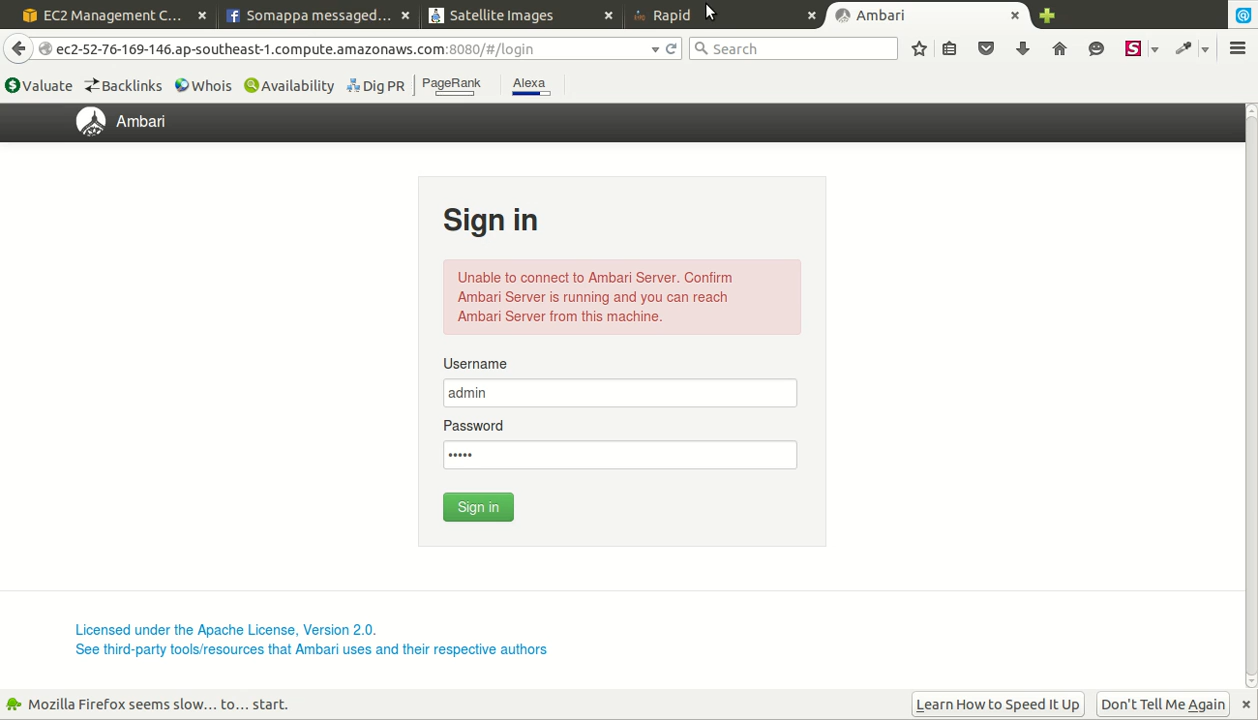 EC2 Management C...
Somappa messaged...
Satellite Images
Rapid
Ambari
ec2-52-76-169-146.ap-southeast-1.compute.amazonaws.com:8080/#/login
Search
Valuate
Backlinks
Whois
Availability
Dig PR
PageRank
Alexa
Ambari
Sign in
Unable to connect to Ambari Server. Confirm
Ambari Server is running and you can reach
Ambari Server from this machine.
Username
admin
Password
•••••
Sign in
Licensed under the Apache License, Version 2.0.
See third-party tools/resources that Ambari uses and their respective authors
Mozilla Firefox seems slow... to... start.
Learn How to Speed It Up
Don't Tell Me Again